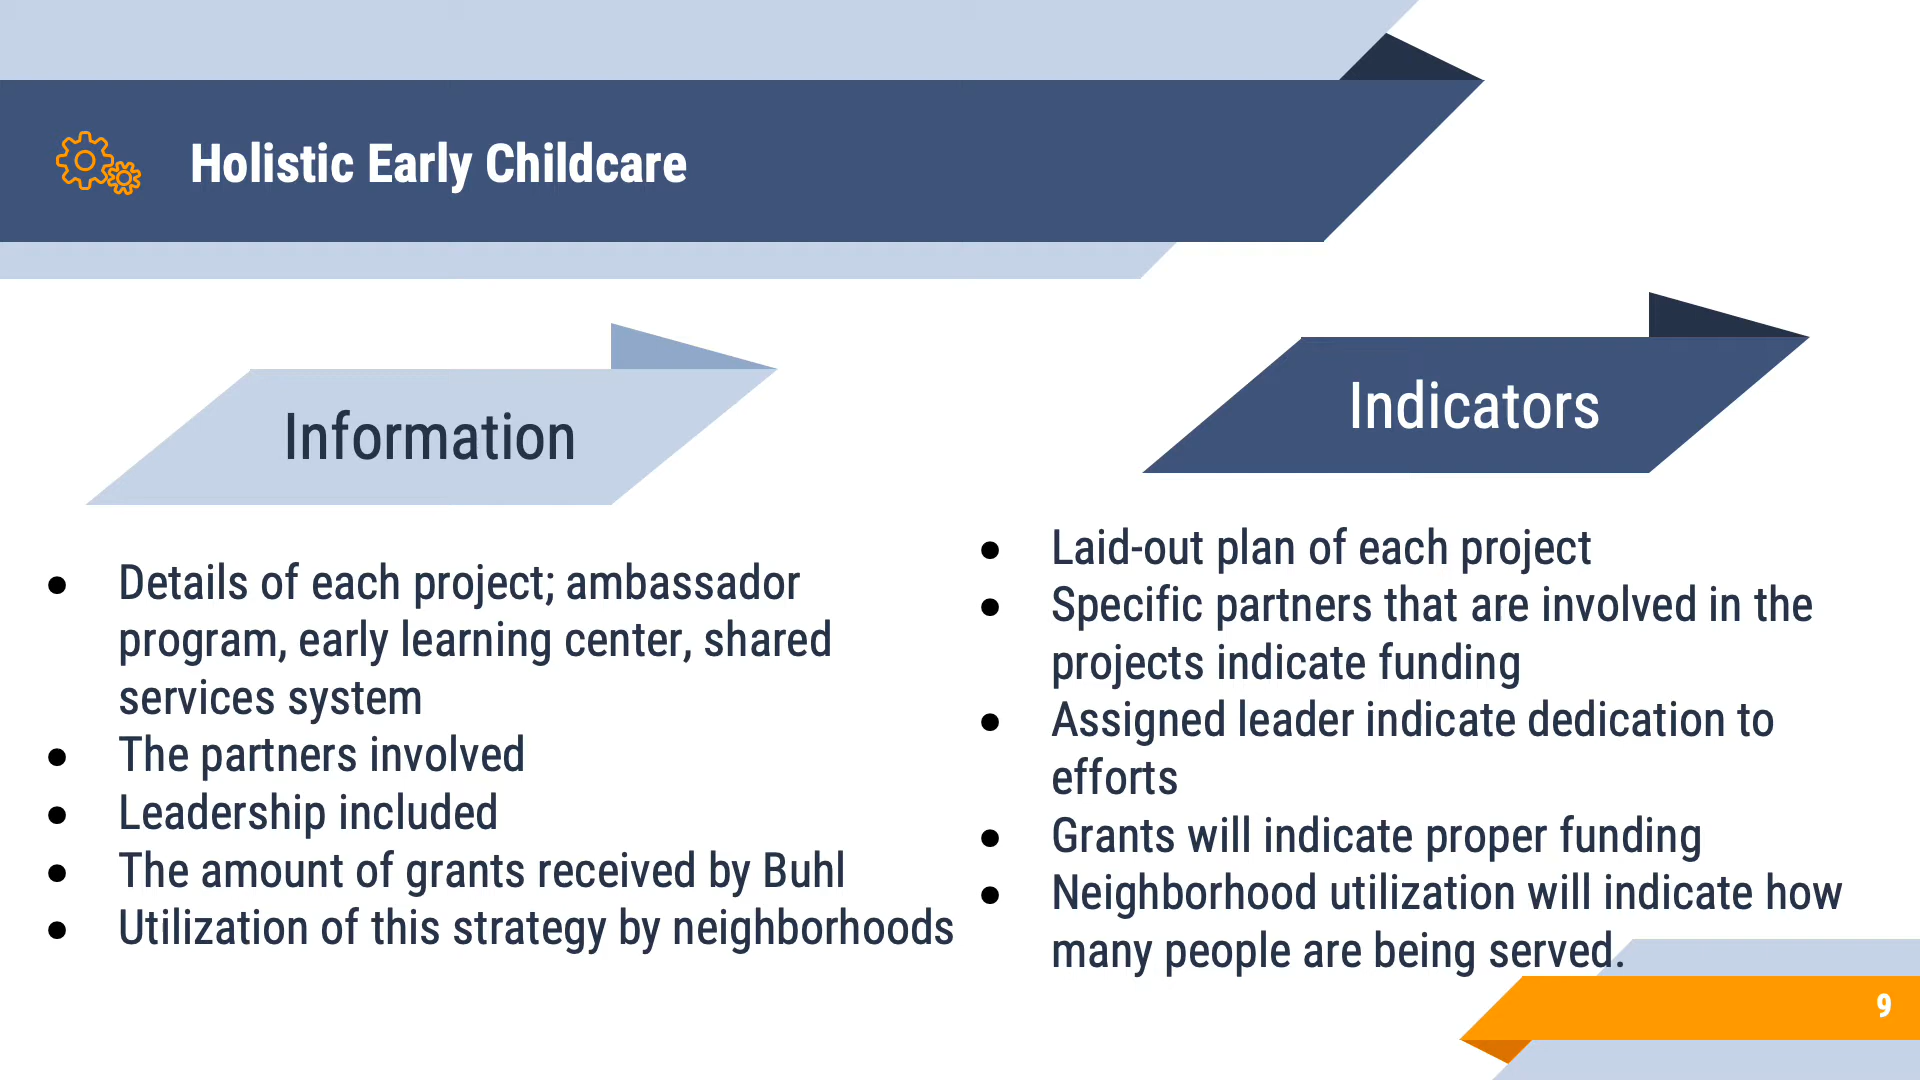 Holistic Early Childcare
Information
● Details of each project; ambassador
program, early learning center, shared
services system
● The partners involved
● Leadership included
● The amount of grants received by Buhl
● Utilization of this strategy by neighborhoods
Indicators
● Laid-out plan of each project
● Specific partners that are involved in the
projects indicate funding
● Assigned leader indicate dedication to
efforts
● Grants will indicate proper funding
● Neighborhood utilization will indicate how
many people are being served.
9